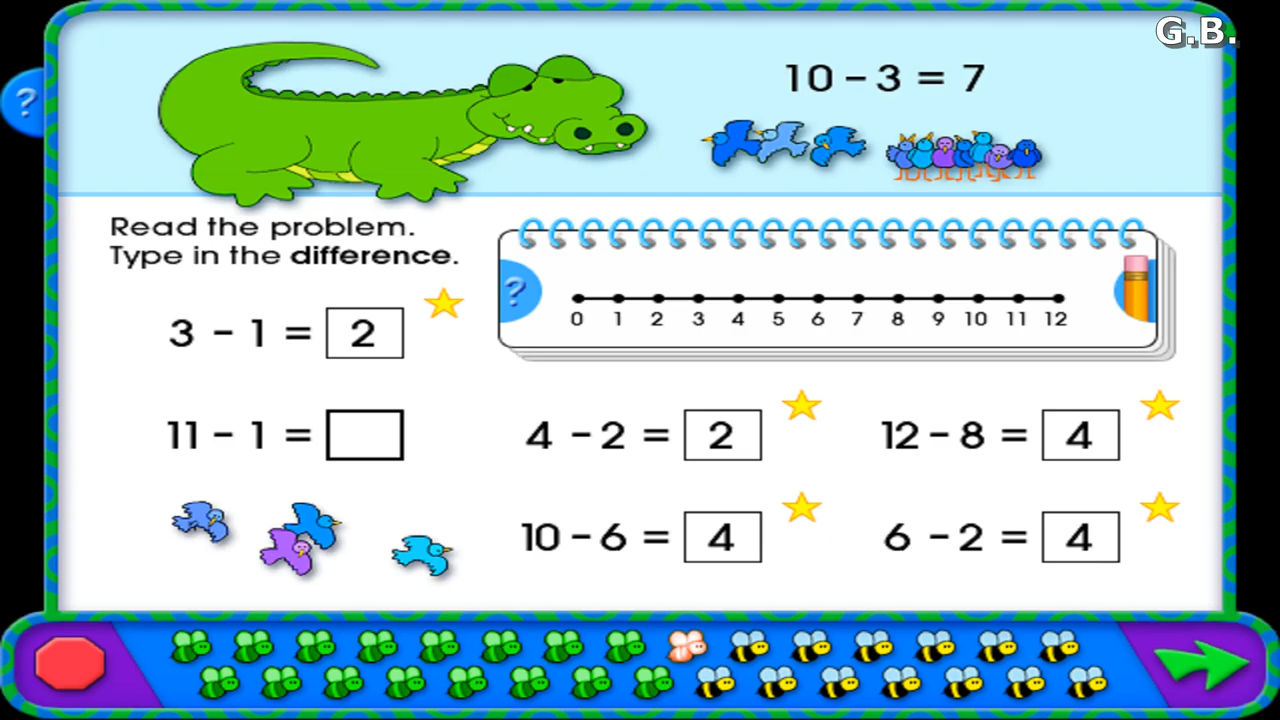 G.B.
?
10 - 3 = 7
Read the problem.
Type in the difference.
?
0 1 2 3 4 5 6 7 8 9 10 11 12
3 - 1 = 2
11 - 1 =
4 - 2 = 2
12 - 8 = 4
10 - 6 = 4
6 - 2 = 4